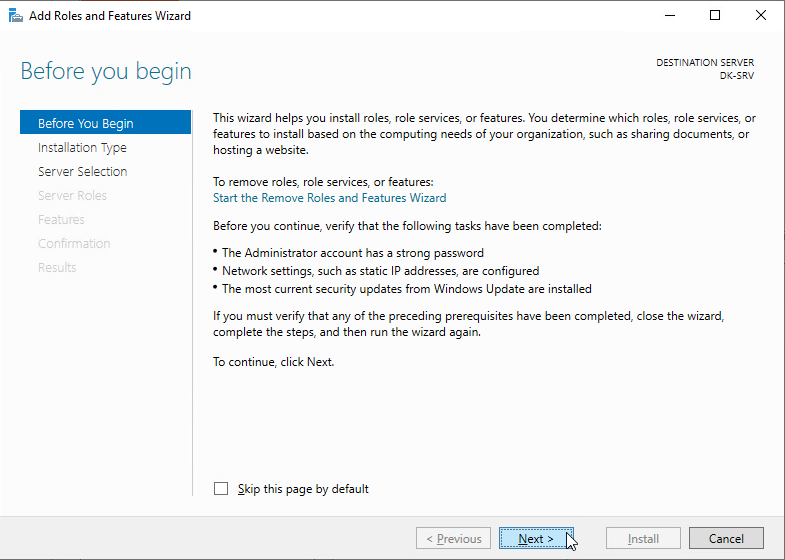 Add Roles and Features Wizard
Before you begin
DESTINATION SERVER
DK-SRV
Before You Begin
Installation Type
Server Selection
Server Roles
Features
Confirmation
Results
This wizard helps you install roles, role services, or features. You determine which roles, role services, or
features to install based on the computing needs of your organization, such as sharing documents, or
hosting a website.
To remove roles, role services, or features:
Start the Remove Roles and Features Wizard
Before you continue, verify that the following tasks have been completed:
• The Administrator account has a strong password
• Network settings, such as static IP addresses, are configured
• The most current security updates from Windows Update are installed
If you must verify that any of the preceding prerequisites have been completed, close the wizard,
complete the steps, and then run the wizard again.
To continue, click Next.
Skip this page by default
< Previous
Next >
Install
Cancel